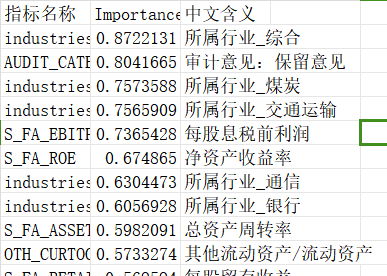 指标名称 Importance 中文含义
industries 0.8722131 所属行业_综合
AUDIT_CATE 0.8041665 审计意见: 保留意见
industries 0.7573588 所属行业_煤炭
industries 0.7565909 所属行业_交通运输
S_FA_EBITP 0.7365428 每股息税前利润
S_FA_ROE 0.674865 净资产收益率
industries 0.6304473 所属行业_通信
industries 0.6056928 所属行业_银行
S_FA_ASSET 0.5982091 总资产周转率
OTH_CURTOC 0.5733274 其他流动资产/流动资产